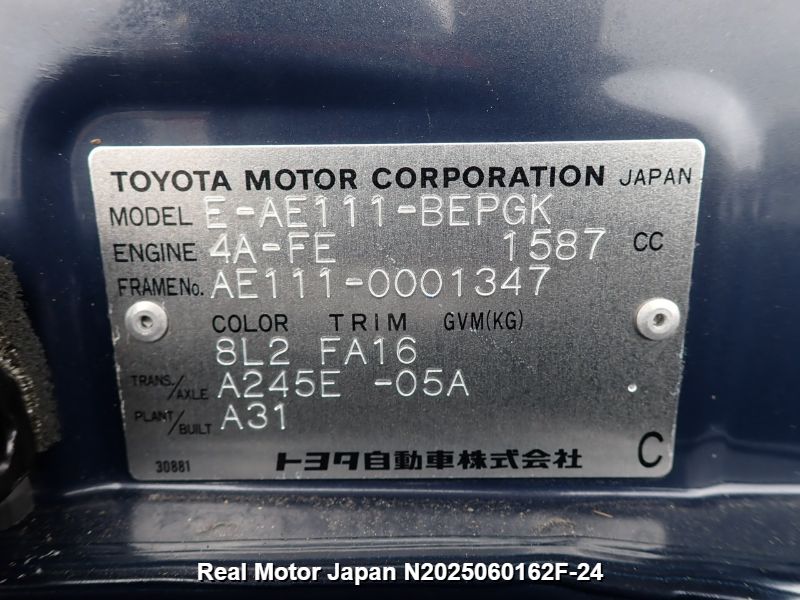 TOYOTA MOTOR CORPORATION JAPAN
MODEL E-AE111-BEPGK
ENGINE 4A-FE 1587 CC
FRAME No. AE111-0001347
COLOR TRIM GVM(KG)
8L2 FA16
TRANS./AXLE A245E -05A
PLANT/BUILT A31
30881 トヨタ自動車株式会社 C
Real Motor Japan N2025060162F-24